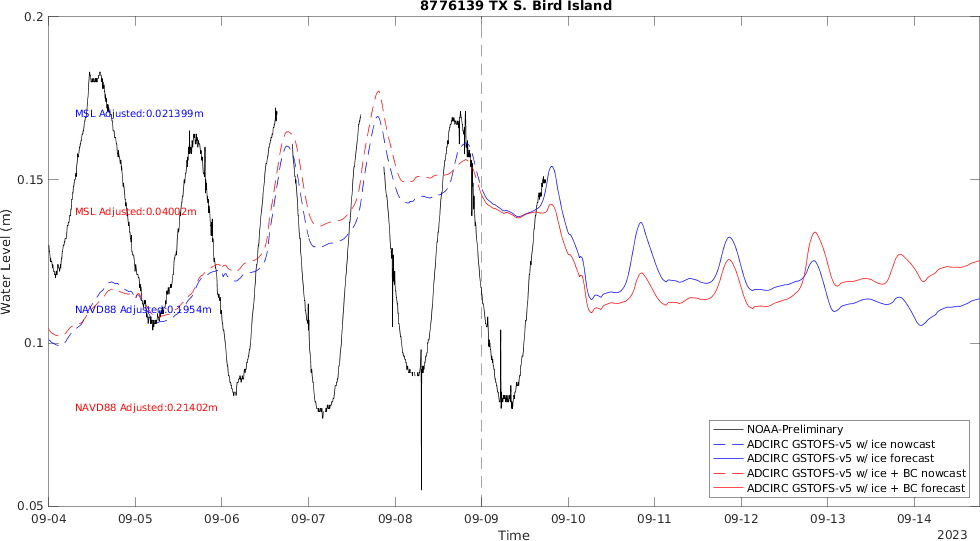 8776139 TX S. Bird Island
0.2
MSL Adjusted:0.021399m
0.15
MSL Adjusted:0.04002m
Water Level (m)
NAVD88 Adjusted:0.1954m
0.1
NAVD88 Adjusted:0.21402m
NOAA-Preliminary
ADCIRC GSTOFS-v5 w/ ice nowcast
ADCIRC GSTOFS-v5 w/ ice forecast
ADCIRC GSTOFS-v5 w/ ice + BC nowcast
ADCIRC GSTOFS-v5 w/ ice + BC forecast
0.05
09-04 09-05 09-06 09-07 09-08 09-09 09-10 09-11 09-12 09-13 09-14
Time
2023